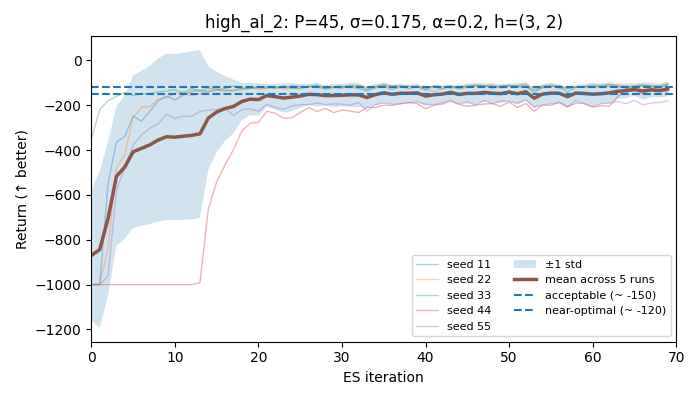 high_al_2: P=45, σ=0.175, α=0.2, h=(3, 2)
Return (↑ better)
0
−200
−400
−600
−800
−1000
−1200
0 10 20 30 40 50 60 70
ES iteration
seed 11
seed 22
seed 33
seed 44
seed 55
±1 std
mean across 5 runs
acceptable (~ -150)
near-optimal (~ -120)